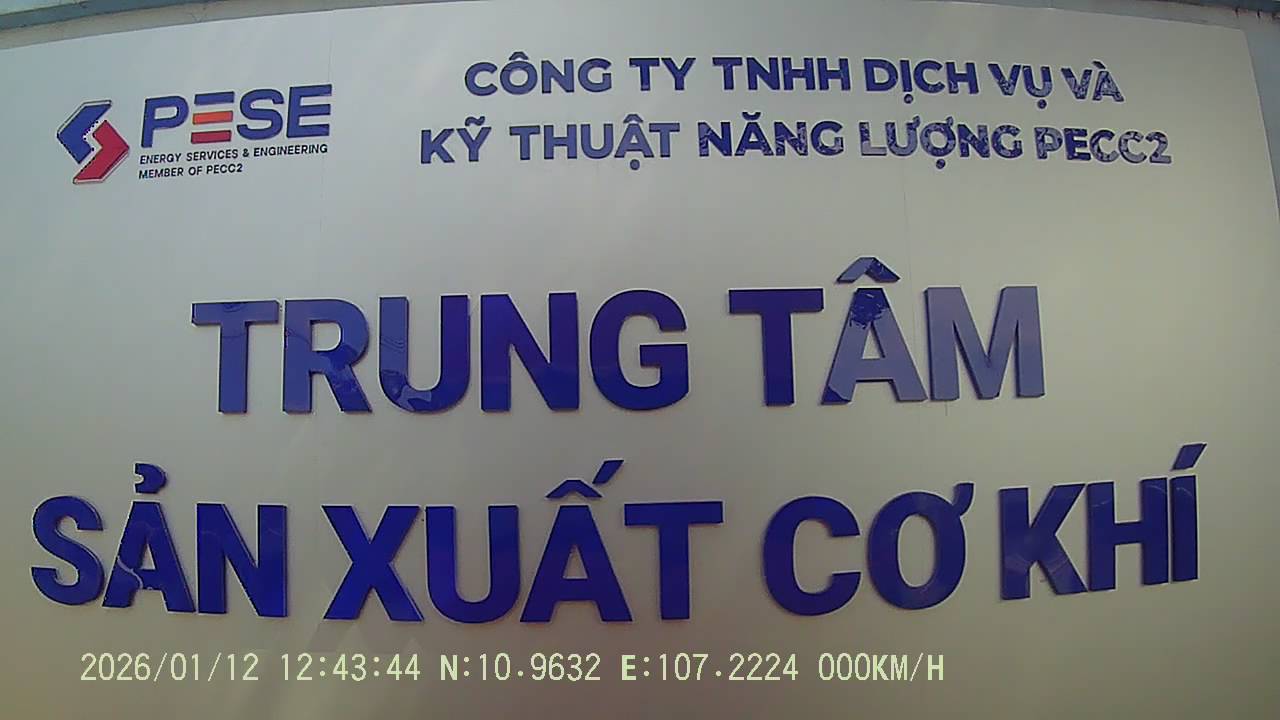 PESE
ENERGY SERVICES & ENGINEERING
MEMBER OF PECC2
CÔNG TY TNHH DỊCH VỤ VÀ
KỸ THUẬT NĂNG LƯỢNG PECC2
TRUNG TÂM
SẢN XUẤT CƠ KHÍ
2026/01/12 12:43:44 N:10.9632 E:107.2224 000KM/H